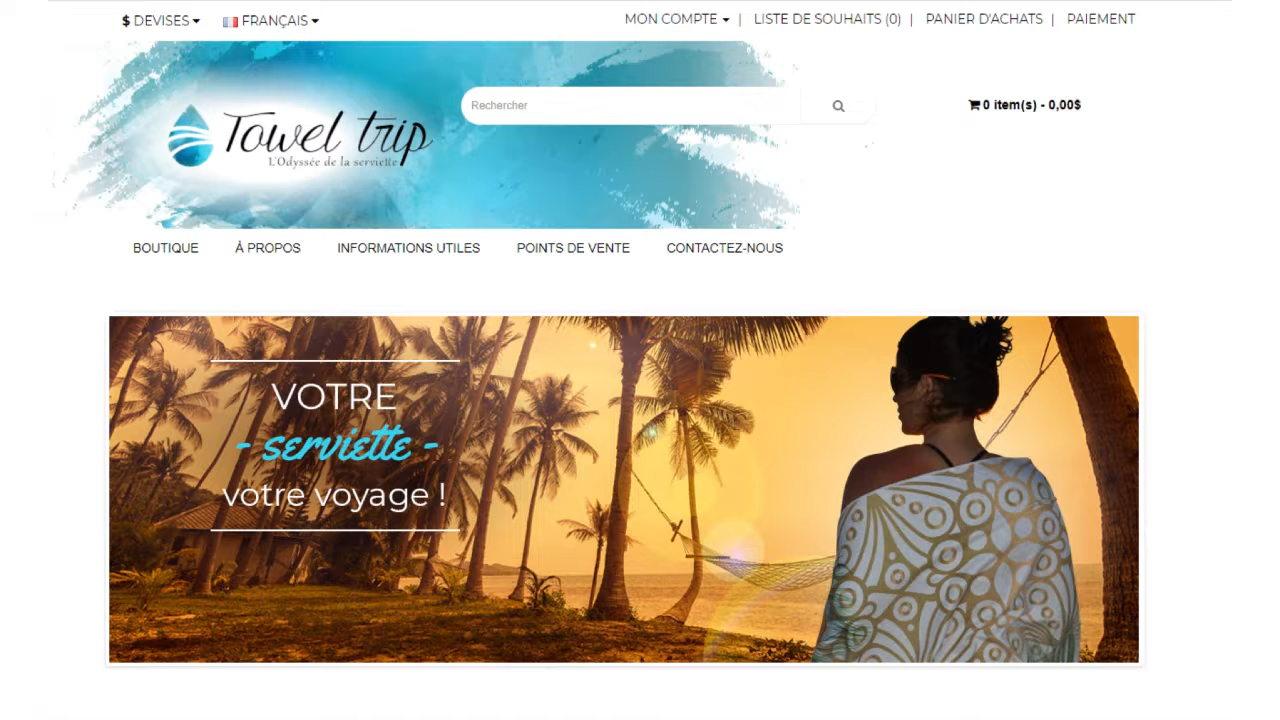 $ DEVISES FRANÇAIS MON COMPTE | LISTE DE SOUHAITS (0) | PANIER D'ACHATS | PAIEMENT
Rechercher
0 item(s) - 0,00$
Towel trip
L'Odyssée de la serviette
BOUTIQUE À PROPOS INFORMATIONS UTILES POINTS DE VENTE CONTACTEZ-NOUS
VOTRE
- serviette -
votre voyage !